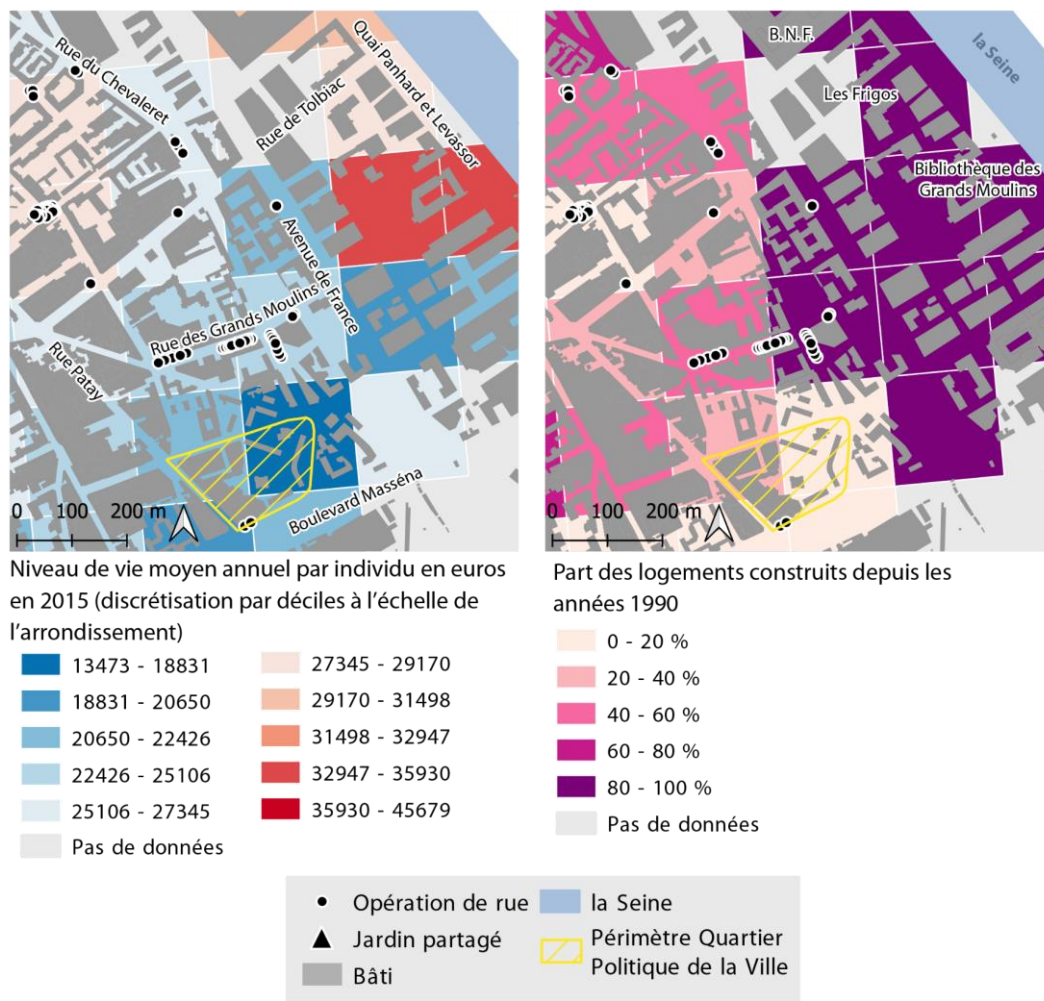 Rue du Chevaleret
Quai Panhard et Levassor
Rue de Tolbiac
Avenue de France
Rue des Grands Moulins
Rue Patay
Boulevard Masséna
0 100 200 m
B.N.F.
la Seine
Les Frigos
Bibliothèque des
Grands Moulins
0 100 200 m
Niveau de vie moyen annuel par individu en euros
en 2015 (discrétisation par déciles à l'échelle de
l'arrondissement)
13473 - 18831
18831 - 20650
20650 - 22426
22426 - 25106
25106 - 27345
Pas de données
27345 - 29170
29170 - 31498
31498 - 32947
32947 - 35930
35930 - 45679
Part des logements construits depuis les
années 1990
0 - 20 %
20 - 40 %
40 - 60 %
60 - 80 %
80 - 100 %
Pas de données
Opération de rue
Jardin partagé
Bâti
la Seine
Périmètre Quartier
Politique de la Ville